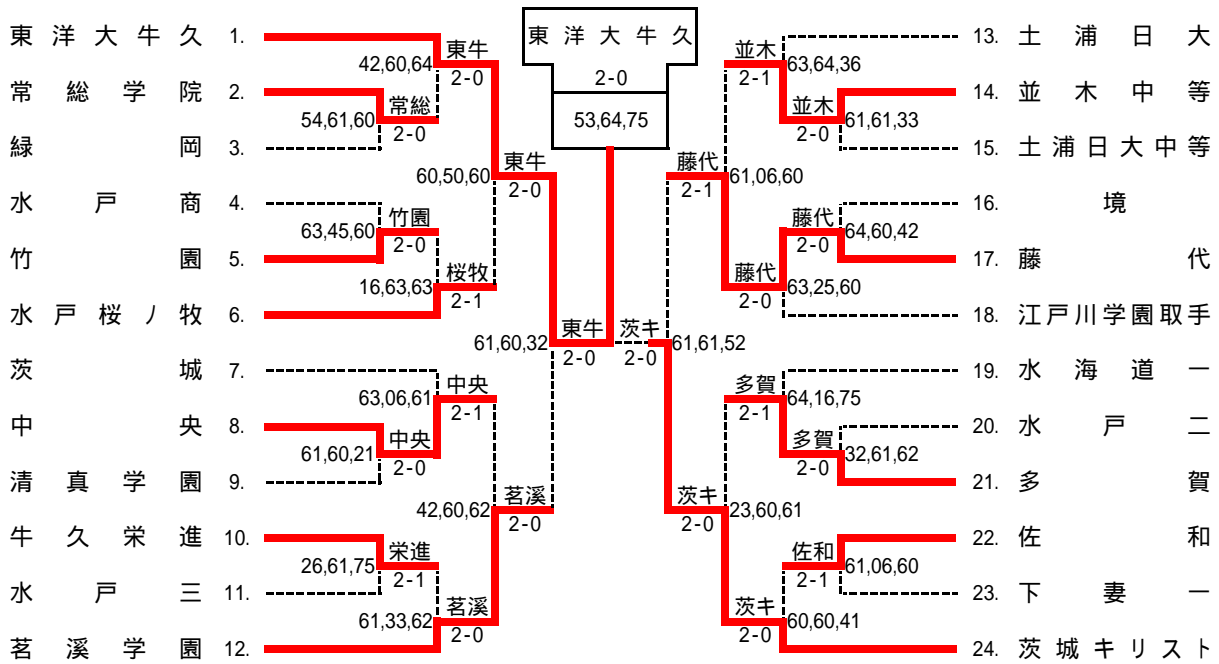 東洋大牛久
2-0
53,64,75
東洋大牛久 1.
常総学院 2.
緑岡 3.
水戸商 4.
竹園 5.
水戸桜ノ牧 6.
茨城 7.
中央 8.
清真学園 9.
牛久栄進 10.
水戸三 11.
茗溪学園 12.
42,60,64
東牛
2-0
54,61,60
常総
2-0
60,50,60
東牛
2-0
63,45,60
竹園
2-0
16,63,63
桜牧
2-1
61,60,32
東牛
2-0
63,06,61
中央
2-1
61,60,21
中央
2-0
42,60,62
茗溪
2-0
26,61,75
栄進
2-1
61,33,62
茗溪
2-0
並木
2-1
63,64,36
並木
2-0
61,61,33
藤代
2-1
61,06,60
藤代
2-0
64,60,42
藤代
2-0
63,25,60
茨キ
2-0
61,61,52
多賀
2-1
64,16,75
多賀
2-0
32,61,62
茨キ
2-0
23,60,61
佐和
2-1
61,06,60
茨キ
2-0
60,60,41
13. 土浦日大
14. 並木中等
15. 土浦日大中等
16. 境
17. 藤代
18. 江戸川学園取手
19. 水海道一
20. 水戸二
21. 多賀
22. 佐和
23. 下妻一
24. 茨城キリスト